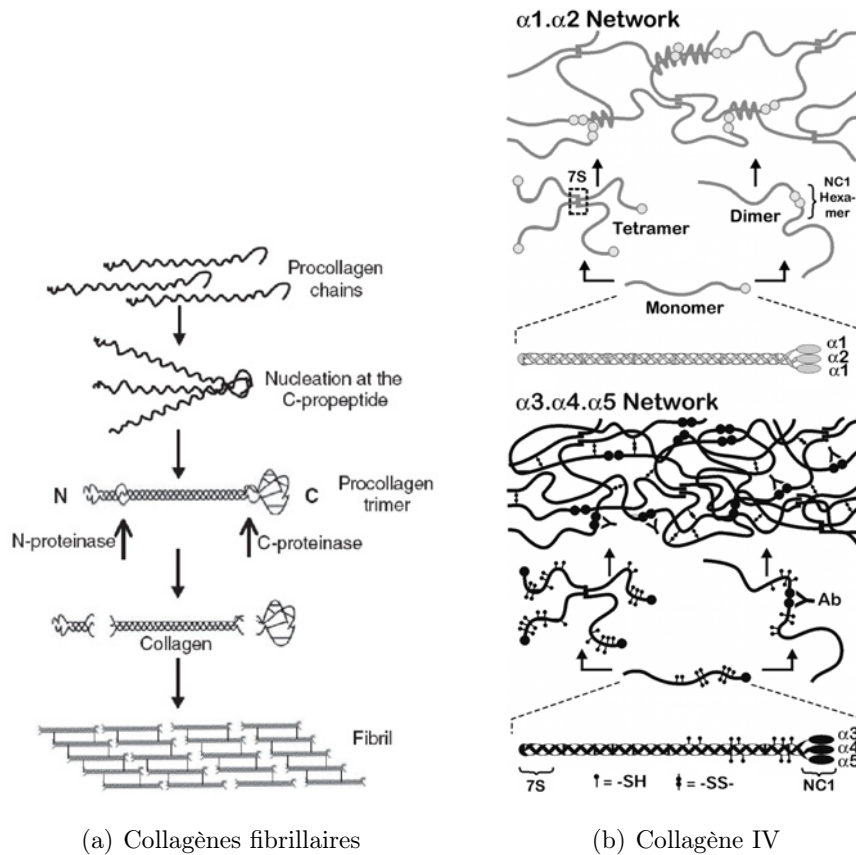 Procollagen
chains
Nucleation at the
C-propeptide
N
C
Procollagen
trimer
N-proteinase
C-proteinase
Collagen
Fibril
(a) Collagènes fibrillaires
α1.α2 Network
7S
Tetramer
Dimer
NC1
Hexa-
mer
Monomer
α1
α2
α1
α3.α4.α5 Network
Ab
α3
α4
α5
7S
= -SH
= -SS-
NC1
(b) Collagène IV